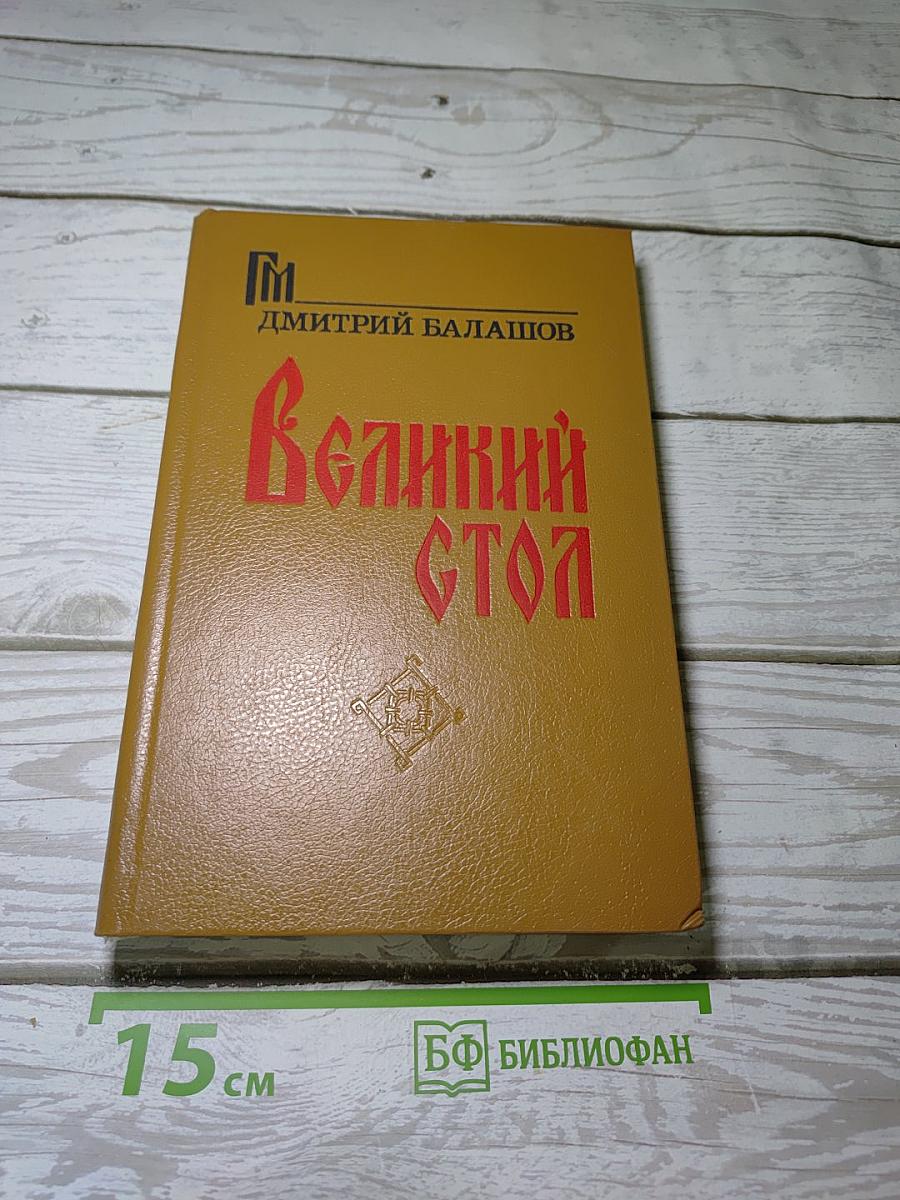 ГМ
ДМИТРИЙ БАЛАШОВ
Великий
стол
15 см
БФ БИБЛИОФАН